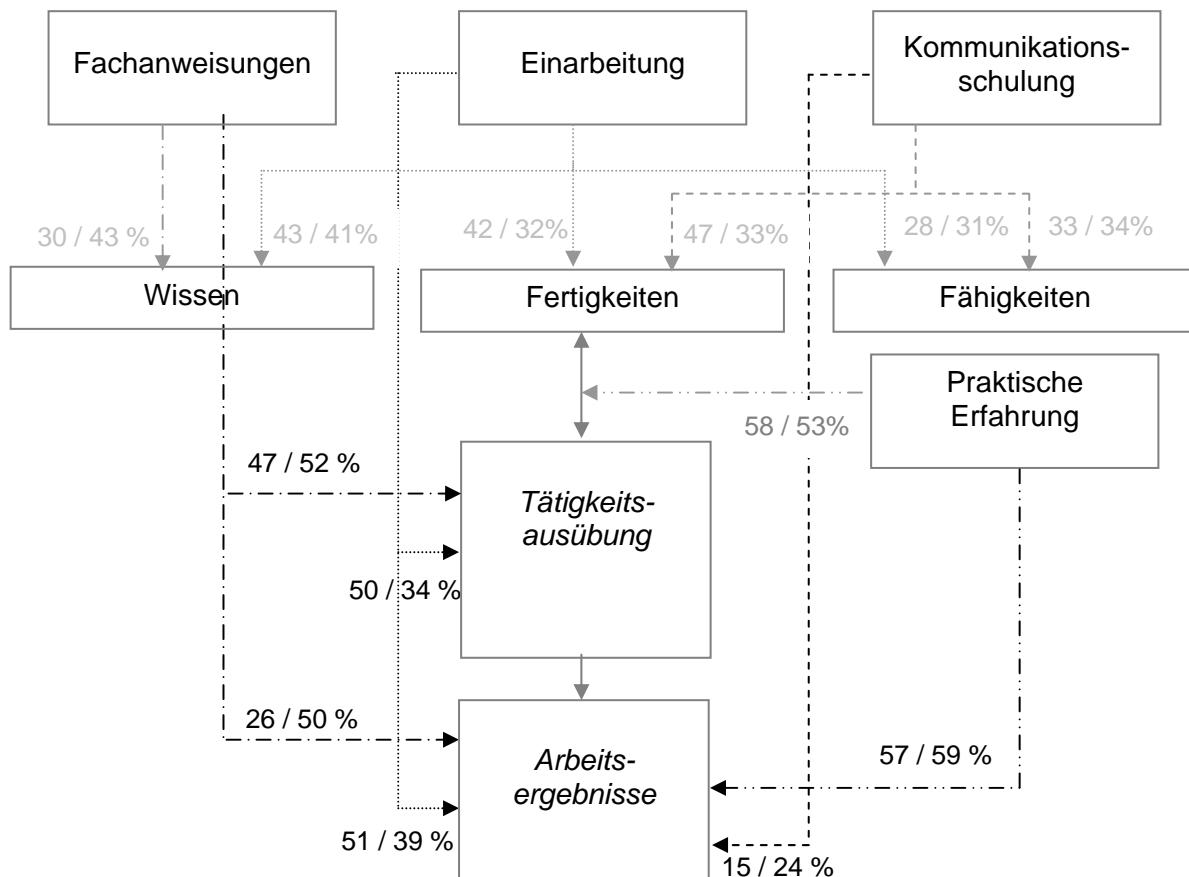 Fachanweisungen
Einarbeitung
Kommunikations-
schulung
30 / 43 %
43 / 41%
42 / 32%
47 / 33%
28 / 31%
33 / 34%
Wissen
Fertigkeiten
Fähigkeiten
Praktische
Erfahrung
58 / 53%
47 / 52 %
Tätigkeits-
ausübung
50 / 34 %
26 / 50 %
Arbeits-
ergebnisse
57 / 59 %
51 / 39 %
15 / 24 %